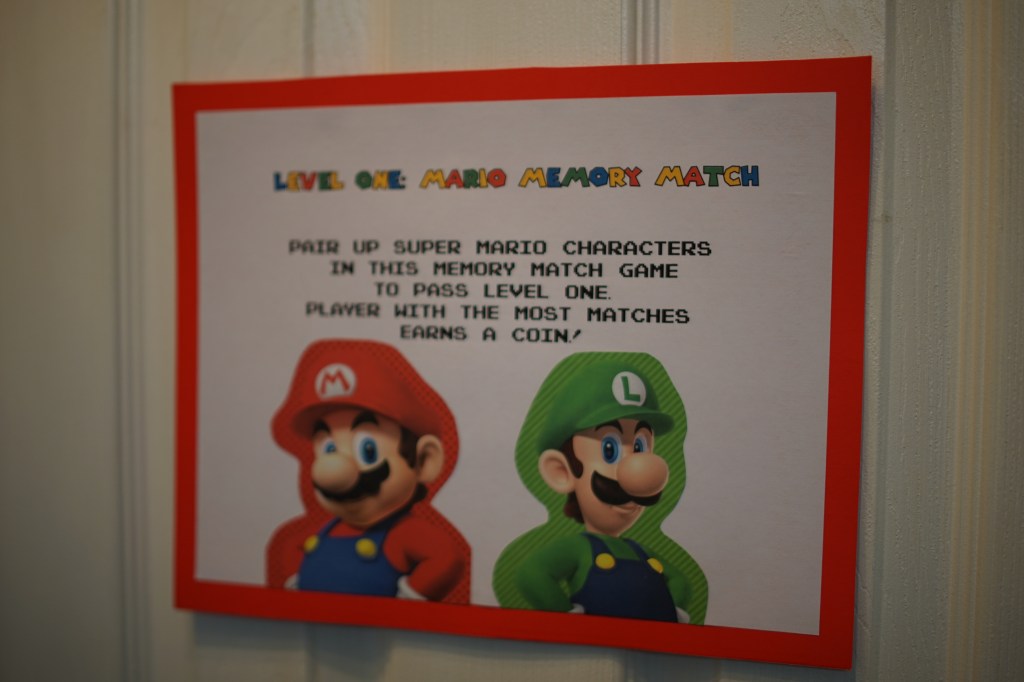 LEVEL ONE: MARIO MEMORY MATCH
PAIR UP SUPER MARIO CHARACTERS
IN THIS MEMORY MATCH GAME
TO PASS LEVEL ONE.
PLAYER WITH THE MOST MATCHES
EARNS A COIN!
M
L